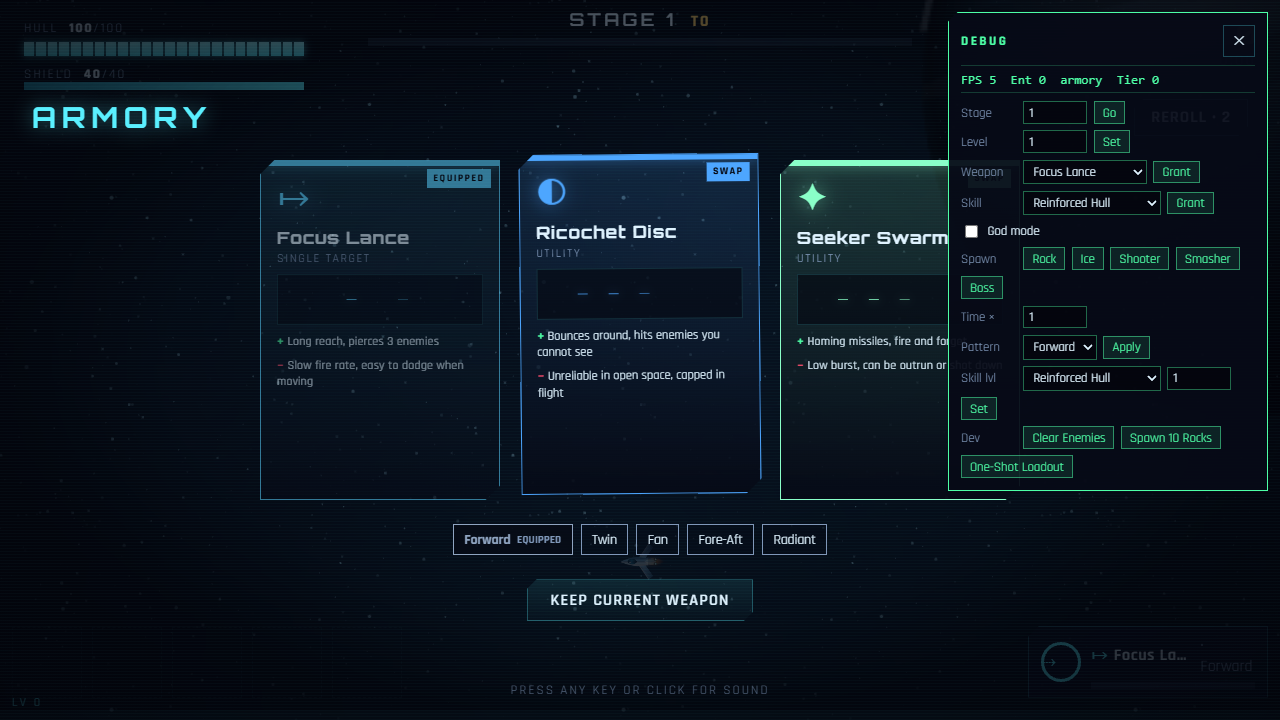 HULL 100/100
SHIELD 40/40
STAGE 1 TO
ARMORY
EQUIPPED
Focus Lance
SINGLE TARGET
+ Long reach, pierces 3 enemies
– Slow fire rate, easy to dodge when
moving
SWAP
Ricochet Disc
UTILITY
+ Bounces around, hits enemies you
cannot see
– Unreliable in open space, capped in
flight
Seeker Swarm
UTILITY
+ Homing missiles, fire and for
– Low burst, can be outrun or shot down
Forward EQUIPPED
Twin
Fan
Fore-Aft
Radiant
KEEP CURRENT WEAPON
PRESS ANY KEY OR CLICK FOR SOUND
LV 0
REROLL · 2
DEBUG
×
FPS 5 Ent 0 armory Tier 0
Stage 1 Go
Level 1 Set
Weapon Focus Lance Grant
Skill Reinforced Hull Grant
God mode
Spawn Rock Ice Shooter Smasher
Boss
Time × 1
Pattern Forward Apply
Skill lvl Reinforced Hull 1
Set
Dev Clear Enemies Spawn 10 Rocks
One-Shot Loadout
Focus La…
Forward